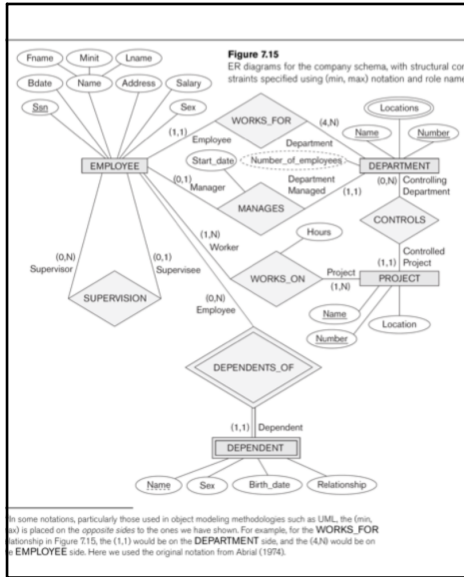 Figure 7.15
ER diagrams for the company schema, with structural con
straints specified using (min, max) notation and role name
Fname Minit Lname
Bdate Name Address Salary
Ssn Sex
Locations
WORKS_FOR
(1,1) (4,N)
Employee Department
Name Number
Start_date Number_of_employees
EMPLOYEE DEPARTMENT
(0,1) Department (0,N) Controlling
Manager Managed (1,1) Department
MANAGES
CONTROLS
(1,N)
Worker
Hours
(0,N) (0,1)
Supervisor Supervisee
WORKS_ON
Project
(1,N)
(1,1) Controlled
Project
PROJECT
SUPERVISION
(0,N)
Employee
Name
Number
Location
DEPENDENTS_OF
(1,1) Dependent
DEPENDENT
Name Sex Birth_date Relationship
In some notations, particularly those used in object modeling methodologies such as UML, the (min,
ax) is placed on the opposite sides to the ones we have shown. For example, for the WORKS_FOR
lationship in Figure 7.15, the (1,1) would be on the DEPARTMENT side, and the (4,N) would be on
e EMPLOYEE side. Here we used the original notation from Abrial (1974).